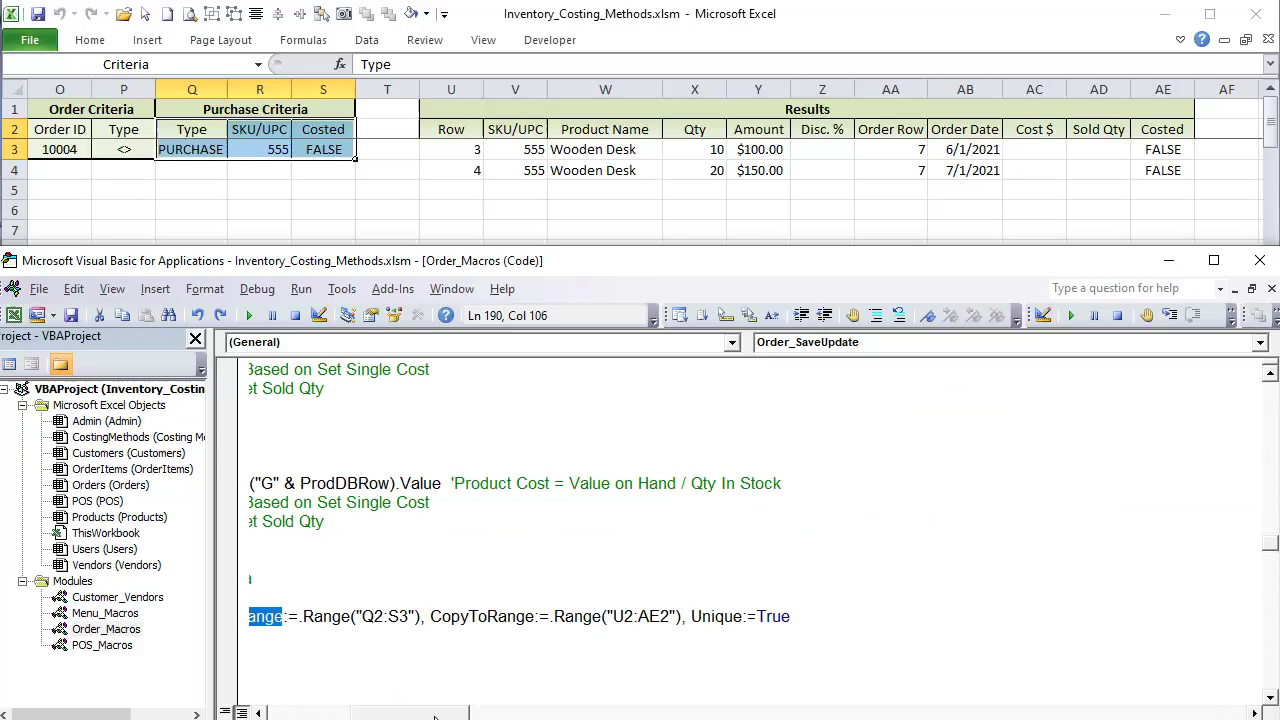 Inventory_Costing_Methods.xlsm - Microsoft Excel
File Home Insert Page Layout Formulas Data Review View Developer
Criteria fx Type
O P Q R S T U V W X Y Z AA AB AC AD AE AF
1 Order Criteria Purchase Criteria Results
2 Order ID Type Type SKU/UPC Costed Row SKU/UPC Product Name Qty Amount Disc. % Order Row Order Date Cost $ Sold Qty Costed
3 10004 <> PURCHASE 555 FALSE 3 555 Wooden Desk 10 $100.00 7 6/1/2021 FALSE
4 4 555 Wooden Desk 20 $150.00 7 7/1/2021 FALSE
5
6
7
Microsoft Visual Basic for Applications - Inventory_Costing_Methods.xlsm - [Order_Macros (Code)]
File Edit View Insert Format Debug Run Tools Add-Ins Window Help Type a question for help
Ln 190, Col 106
roject - VBAProject
(General) Order_SaveUpdate
VBAProject (Inventory_Costin
Microsoft Excel Objects
Admin (Admin)
CostingMethods (Costing Me
Customers (Customers)
OrderItems (OrderItems)
Orders (Orders)
POS (POS)
Products (Products)
ThisWorkbook
Users (Users)
Vendors (Vendors)
Modules
Customer_Vendors
Menu_Macros
Order_Macros
POS_Macros
Based on Set Single Cost
et Sold Qty
("G" & ProdDBRow).Value 'Product Cost = Value on Hand / Qty In Stock
Based on Set Single Cost
et Sold Qty
a
ange:=.Range("Q2:S3"), CopyToRange:=.Range("U2:AE2"), Unique:=True